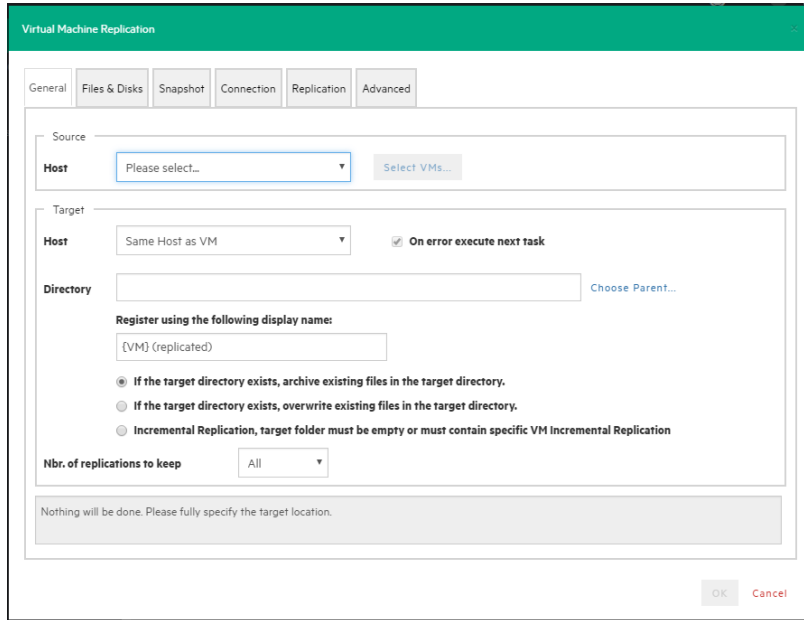 Virtual Machine Replication
General Files & Disks Snapshot Connection Replication Advanced
Source
Host Please select... Select VMs...
Target
Host Same Host as VM On error execute next task
Directory Choose Parent...
Register using the following display name:
{VM} (replicated)
If the target directory exists, archive existing files in the target directory.
If the target directory exists, overwrite existing files in the target directory.
Incremental Replication, target folder must be empty or must contain specific VM Incremental Replication
Nbr. of replications to keep All
Nothing will be done. Please fully specify the target location.
OK Cancel